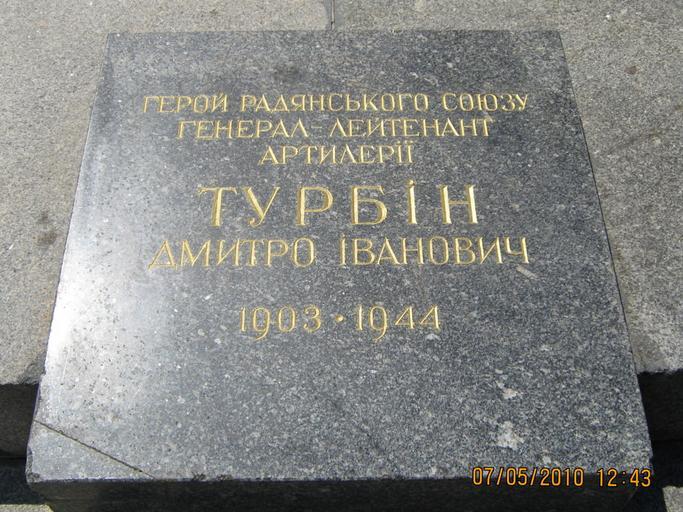 ГЕРОЙ РАДЯНСЬКОГО СОЮЗУ
ГЕНЕРАЛ-ЛЕЙТЕНАНТ
АРТИЛЕРІЇ
ТУРБІН
ДМИТРО ІВАНОВИЧ
1903 · 1944
07/05/2010 12:43